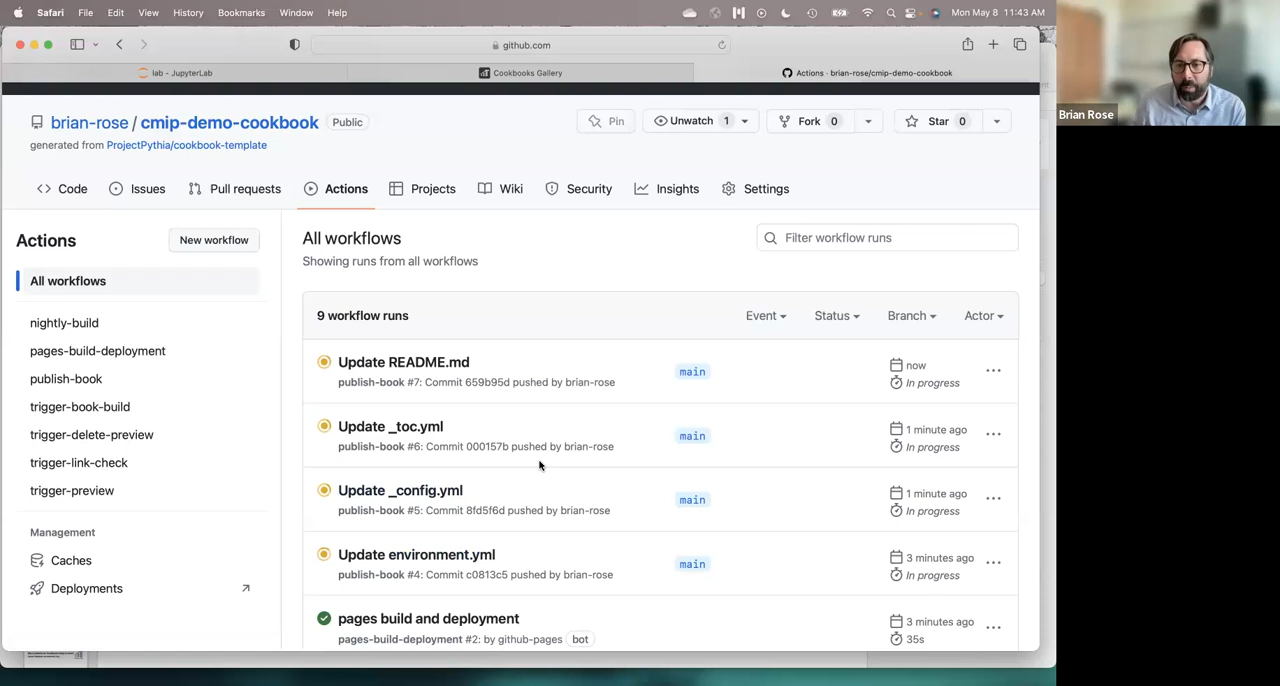 Safari File Edit View History Bookmarks Window Help Mon May 8 11:43 AM
github.com
lab - JupyterLab Cookbooks Gallery Actions · brian-rose/cmip-demo-cookbook
brian-rose / cmip-demo-cookbook Public Pin Unwatch 1 Fork 0 Star 0
generated from ProjectPythia/cookbook-template
Code Issues Pull requests Actions Projects Wiki Security Insights Settings
Actions New workflow
All workflows
nightly-build
pages-build-deployment
publish-book
trigger-book-build
trigger-delete-preview
trigger-link-check
trigger-preview
Management
Caches
Deployments
All workflows Filter workflow runs
Showing runs from all workflows
9 workflow runs Event Status Branch Actor
Update README.md main now
publish-book #7: Commit 659b95d pushed by brian-rose In progress
Update _toc.yml main 1 minute ago
publish-book #6: Commit 000157b pushed by brian-rose In progress
Update _config.yml main 1 minute ago
publish-book #5: Commit 8fd5f6d pushed by brian-rose In progress
Update environment.yml main 3 minutes ago
publish-book #4: Commit c0813c5 pushed by brian-rose In progress
pages build and deployment 3 minutes ago
pages-build-deployment #2: by github-pages bot 35s
Brian Rose